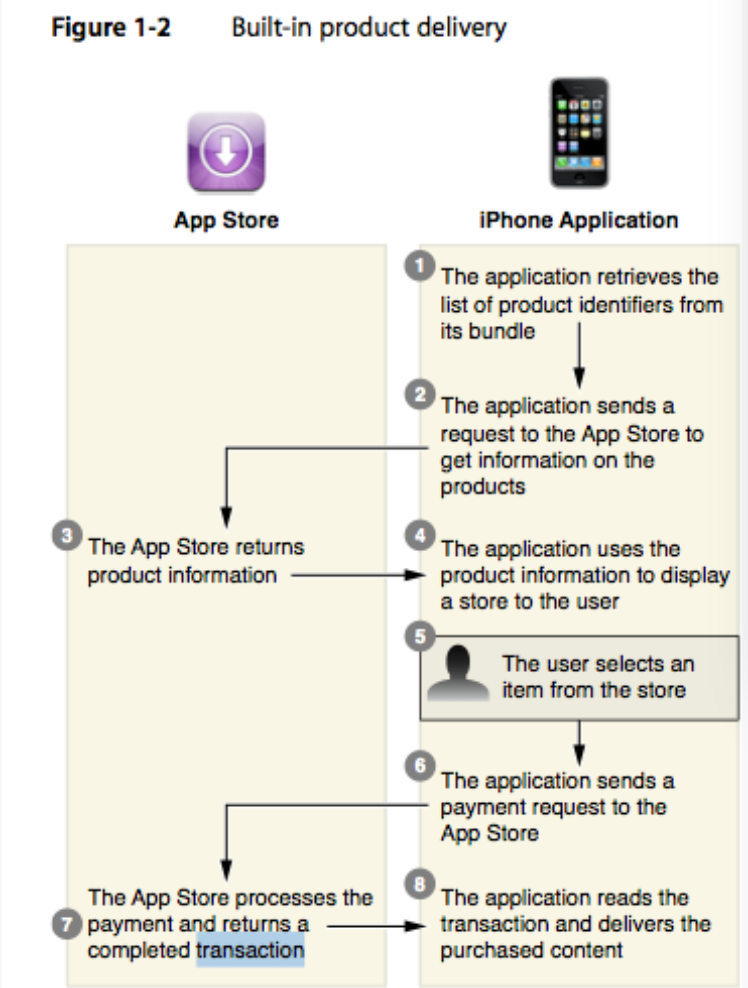 Figure 1-2 Built-in product delivery
App Store
iPhone Application
1
The application retrieves the
list of product identifiers from
its bundle
2
The application sends a
request to the App Store to
get information on the
products
3
The App Store returns
product information
4
The application uses the
product information to display
a store to the user
5
The user selects an
item from the store
6
The application sends a
payment request to the
App Store
7
The App Store processes the
payment and returns a
completed transaction
8
The application reads the
transaction and delivers the
purchased content